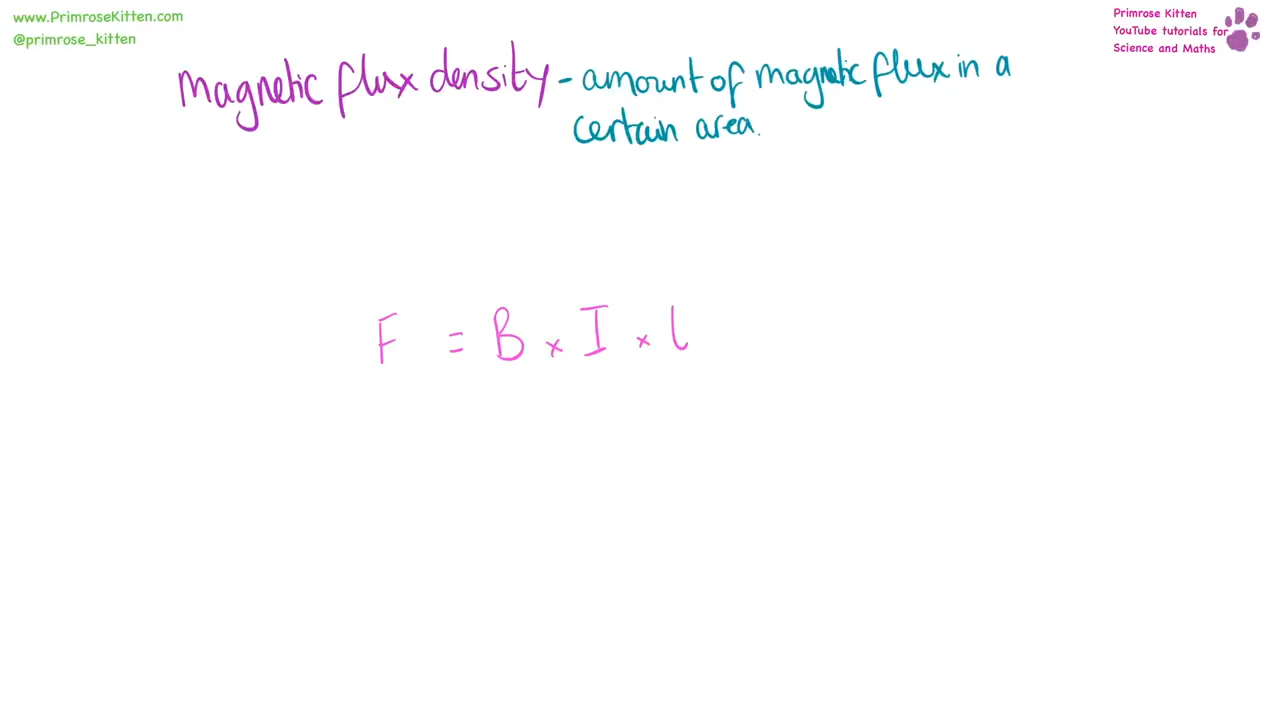 www.PrimroseKitten.com
@primrose_kitten
Primrose Kitten
YouTube tutorials for
Science and Maths
Magnetic flux density - amount of magnetic flux in a
certain area.
F = B × I × l